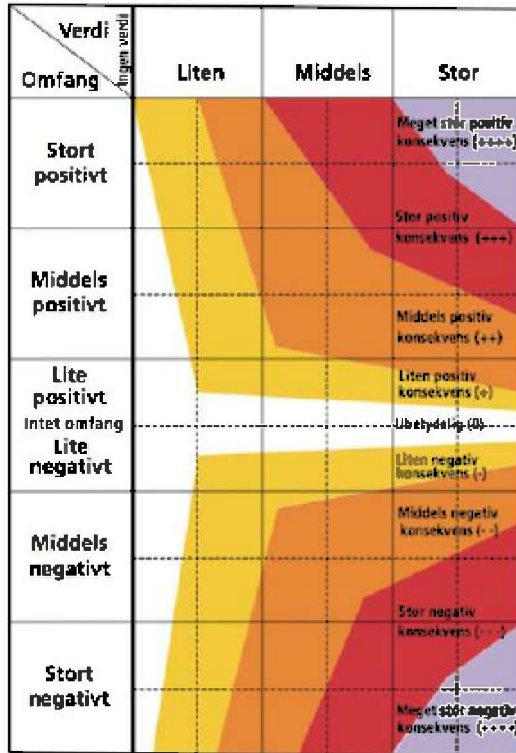 Verdi
Ingen verdi
Omfang
Liten
Middels
Stor
Stort
positivt
Meget stor positiv
konsekvens (++++)
Stor positiv
konsekvens (+++)
Middels
positivt
Middels positiv
konsekvens (++)
Lite
positivt
Liten positiv
konsekvens (+)
Intet omfang
Ubetydelig (0)
Lite
negativt
Liten negativ
konsekvens (-)
Middels
negativt
Middels negativ
konsekvens (--)
Stor negativ
konsekvens (---)
Stort
negativt
Meget stor negativ
konsekvens (----)